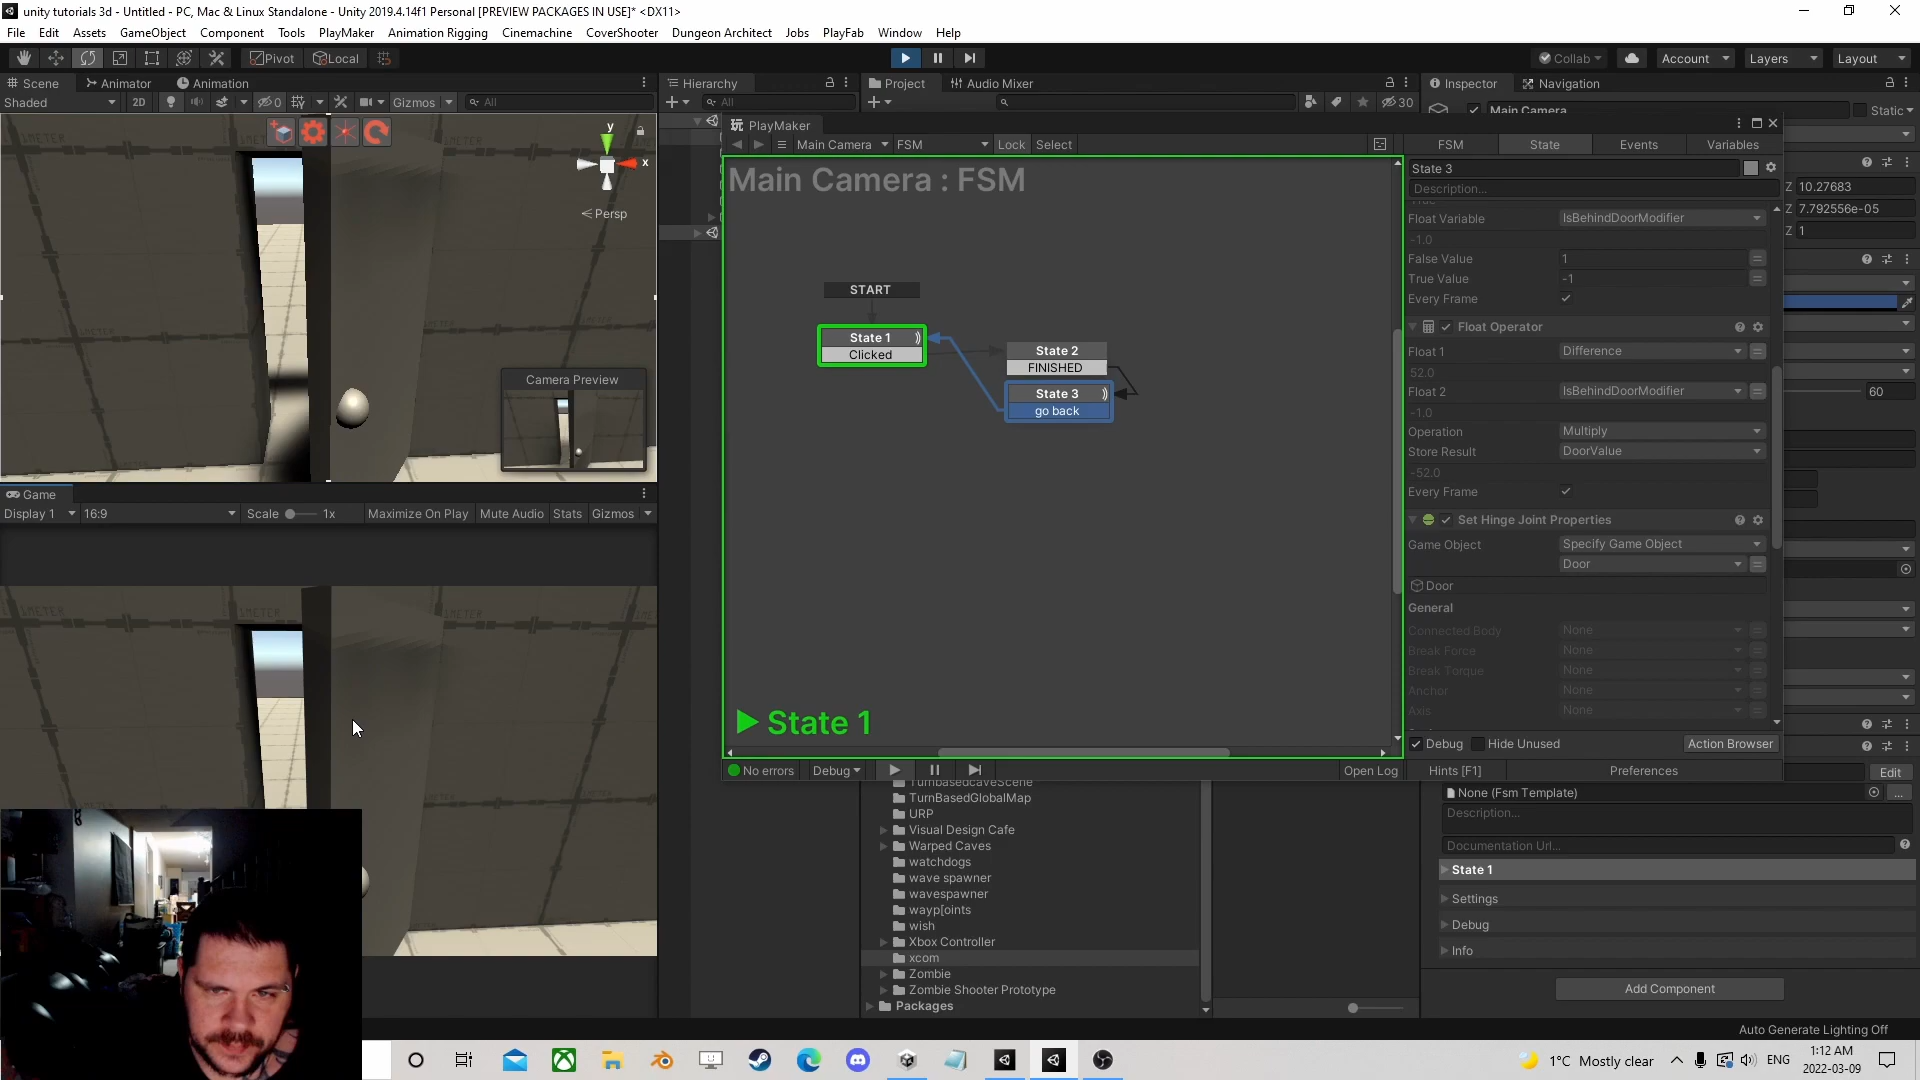 unity tutorials 3d - Untitled - PC, Mac & Linux Standalone - Unity 2019.4.14f1 Personal [PREVIEW PACKAGES IN USE]* <DX11>
File Edit Assets GameObject Component Tools PlayMaker Animation Rigging Cinemachine CoverShooter Dungeon Architect Jobs PlayFab Window Help
Pivot Local Collab Account Layers Layout
Scene Animator Animation Hierarchy Project Audio Mixer Inspector Navigation
Shaded 2D 0 Gizmos All All 30 Main Camera Static
y
x
Persp
Camera Preview
Game
Display 1 16:9 Scale 1x Maximize On Play Mute Audio Stats Gizmos
1METER
PlayMaker
Main Camera FSM Lock Select FSM State Events Variables
Main Camera : FSM
START
State 1
Clicked
State 2
FINISHED
State 3
go back
State 1
No errors Debug Open Log Hints [F1] Preferences
State 3
Description...
Float Variable IsBehindDoorModifier
-1.0
False Value 1
True Value -1
Every Frame
Float Operator
Float 1 Difference
52.0
Float 2 IsBehindDoorModifier
-1.0
Operation Multiply
Store Result DoorValue
-52.0
Every Frame
Set Hinge Joint Properties
Game Object Specify Game Object
Door
Door
General
Connected Body None
Break Force None
Break Torque None
Anchor None
Axis None
Debug Hide Unused Action Browser
Z 10.27683
Z 7.792556e-05
Z 1
60
Edit
None (Fsm Template) ...
Description...
Documentation Url...
State 1
Settings
Debug
Info
Add Component
TurnbasedcaveScene
TurnBasedGlobalMap
URP
Visual Design Cafe
Warped Caves
watchdogs
wave spawner
wavespawner
wayp[oints
wish
Xbox Controller
xcom
Zombie
Zombie Shooter Prototype
Packages
Auto Generate Lighting Off
1°C Mostly clear ENG 1:12 AM
2022-03-09